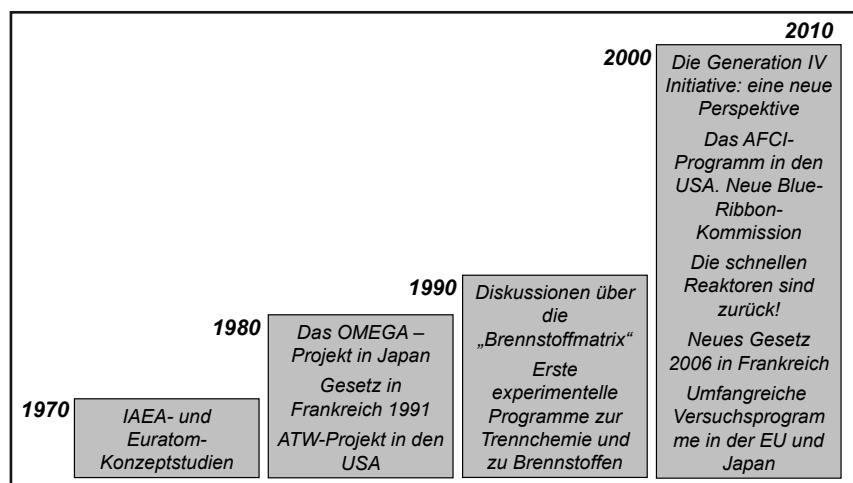 1970
IAEA- und
Euratom-
Konzeptstudien
1980
Das OMEGA –
Projekt in Japan
Gesetz in
Frankreich 1991
ATW-Projekt in den
USA
1990
Diskussionen über
die
„Brennstoffmatrix“
Erste
experimentelle
Programme zur
Trennchemie und
zu Brennstoffen
2000
2010
Die Generation IV
Initiative: eine neue
Perspektive
Das AFCI-
Programm in den
USA. Neue Blue-
Ribbon-
Kommission
Die schnellen
Reaktoren sind
zurück!
Neues Gesetz
2006 in Frankreich
Umfangreiche
Versuchsprogram
me in der EU und
Japan